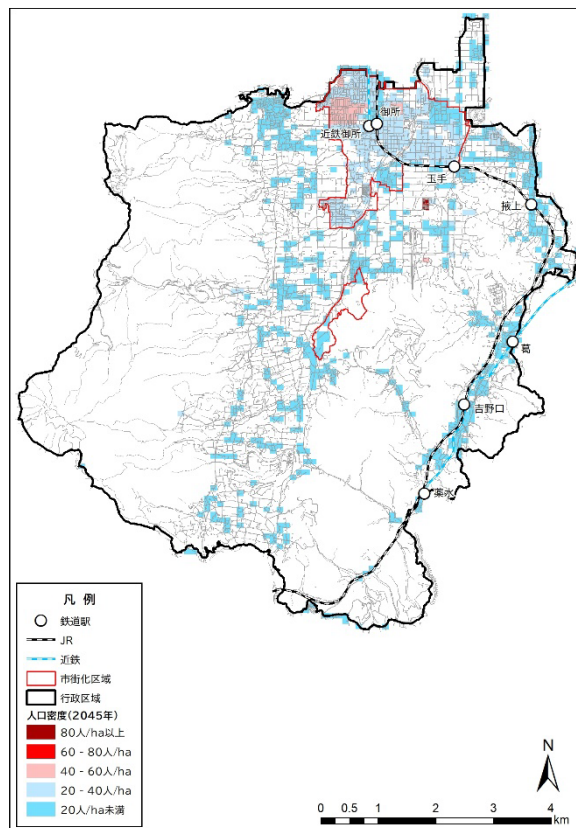 御所
近鉄御所
玉手
掖上
葛
吉野口
薬水
凡 例
鉄道駅
JR
近鉄
市街化区域
行政区域
人口密度(2045年)
80人/ha以上
60 - 80人/ha
40 - 60人/ha
20 - 40人/ha
20人/ha未満
N
0 0.5 1 2 3 4
km